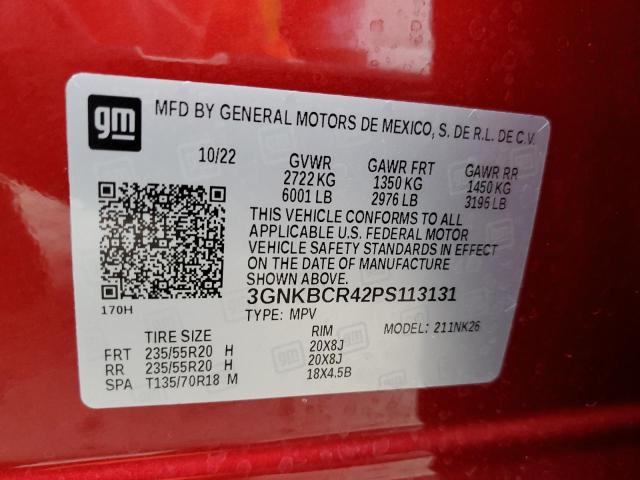 gm
MFD BY GENERAL MOTORS DE MEXICO, S. DE R.L. DE C.V.
10/22 GVWR GAWR FRT GAWR RR
2722 KG 1350 KG 1450 KG
6001 LB 2976 LB 3196 LB
THIS VEHICLE CONFORMS TO ALL
APPLICABLE U.S. FEDERAL MOTOR
VEHICLE SAFETY STANDARDS IN EFFECT
ON THE DATE OF MANUFACTURE
SHOWN ABOVE.
3GNKBCR42PS113131
170H
TYPE: MPV MODEL: 211NK26
TIRE SIZE RIM
FRT 235/55R20 H 20X8J
RR 235/55R20 H 20X8J
SPA T135/70R18 M 18X4.5B